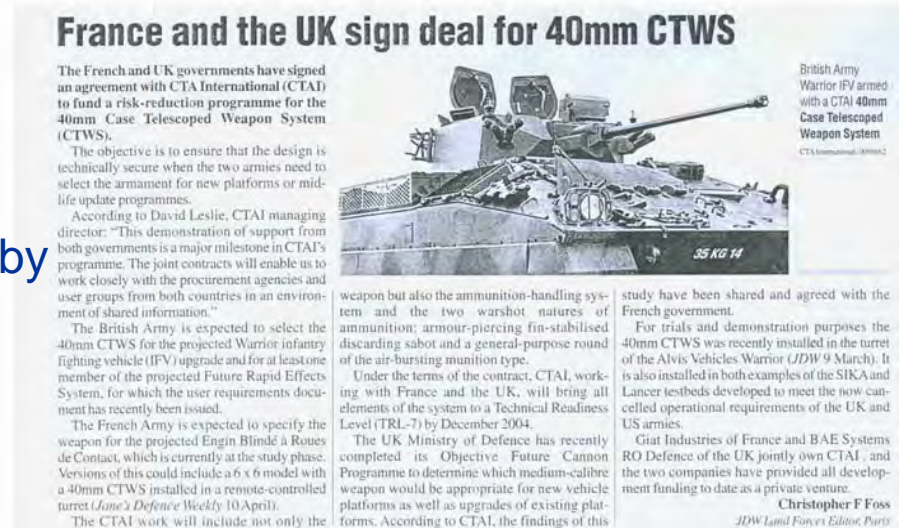 France and the UK sign deal for 40mm CTWS
The French and UK governments have signed
an agreement with CTA International (CTAI)
to fund a risk-reduction programme for the
40mm Case Telescoped Weapon System
(CTWS).
The objective is to ensure that the design is
technically secure when the two armies need to
select the armament for new platforms or mid-
life update programmes.
According to David Leslie, CTAI managing
director: "This demonstration of support from
both governments is a major milestone in CTAI's
programme. The joint contracts will enable us to
work closely with the procurement agencies and
user groups from both countries in an environ-
ment of shared information."
The British Army is expected to select the
40mm CTWS for the projected Warrior infantry
fighting vehicle (IFV) upgrade and for at least one
member of the projected Future Rapid Effects
System, for which the user requirements docu-
ment has recently been issued.
The French Army is expected to specify the
weapon for the projected Engin Blindé à Roues
de Contact, which is currently at the study phase.
Versions of this could include a 6 x 6 model with
a 40mm CTWS installed in a remote-controlled
turret (Jane's Defence Weekly 10 April).
The CTAI work will include not only the
by
35 KG 14
British Army
Warrior IFV armed
with a CTAI 40mm
Case Telescoped
Weapon System
CTA International
weapon but also the ammunition-handling sys-
tem and the two warshot natures of
ammunition: armour-piercing fin-stabilised
discarding sabot and a general-purpose round
of the air-bursting munition type.
Under the terms of the contract, CTAI, work-
ing with France and the UK, will bring all
elements of the system to a Technical Readiness
Level (TRL-7) by December 2004.
The UK Ministry of Defence has recently
completed its Objective Future Cannon
Programme to determine which medium-calibre
weapon would be appropriate for new vehicle
platforms as well as upgrades of existing plat-
forms. According to CTAI, the findings of this
study have been shared and agreed with the
French government.
For trials and demonstration purposes the
40mm CTWS was recently installed in the turret
of the Alvis Vehicles Warrior (JDW 9 March). It
is also installed in both examples of the SIKA and
Lancer testbeds developed to meet the now can-
celled operational requirements of the UK and
US armies.
Giat Industries of France and BAE Systems
RO Defence of the UK jointly own CTAI , and
the two companies have provided all develop-
ment funding to date as a private venture.
Christopher F Foss
JDW Land Forces Editor, Paris